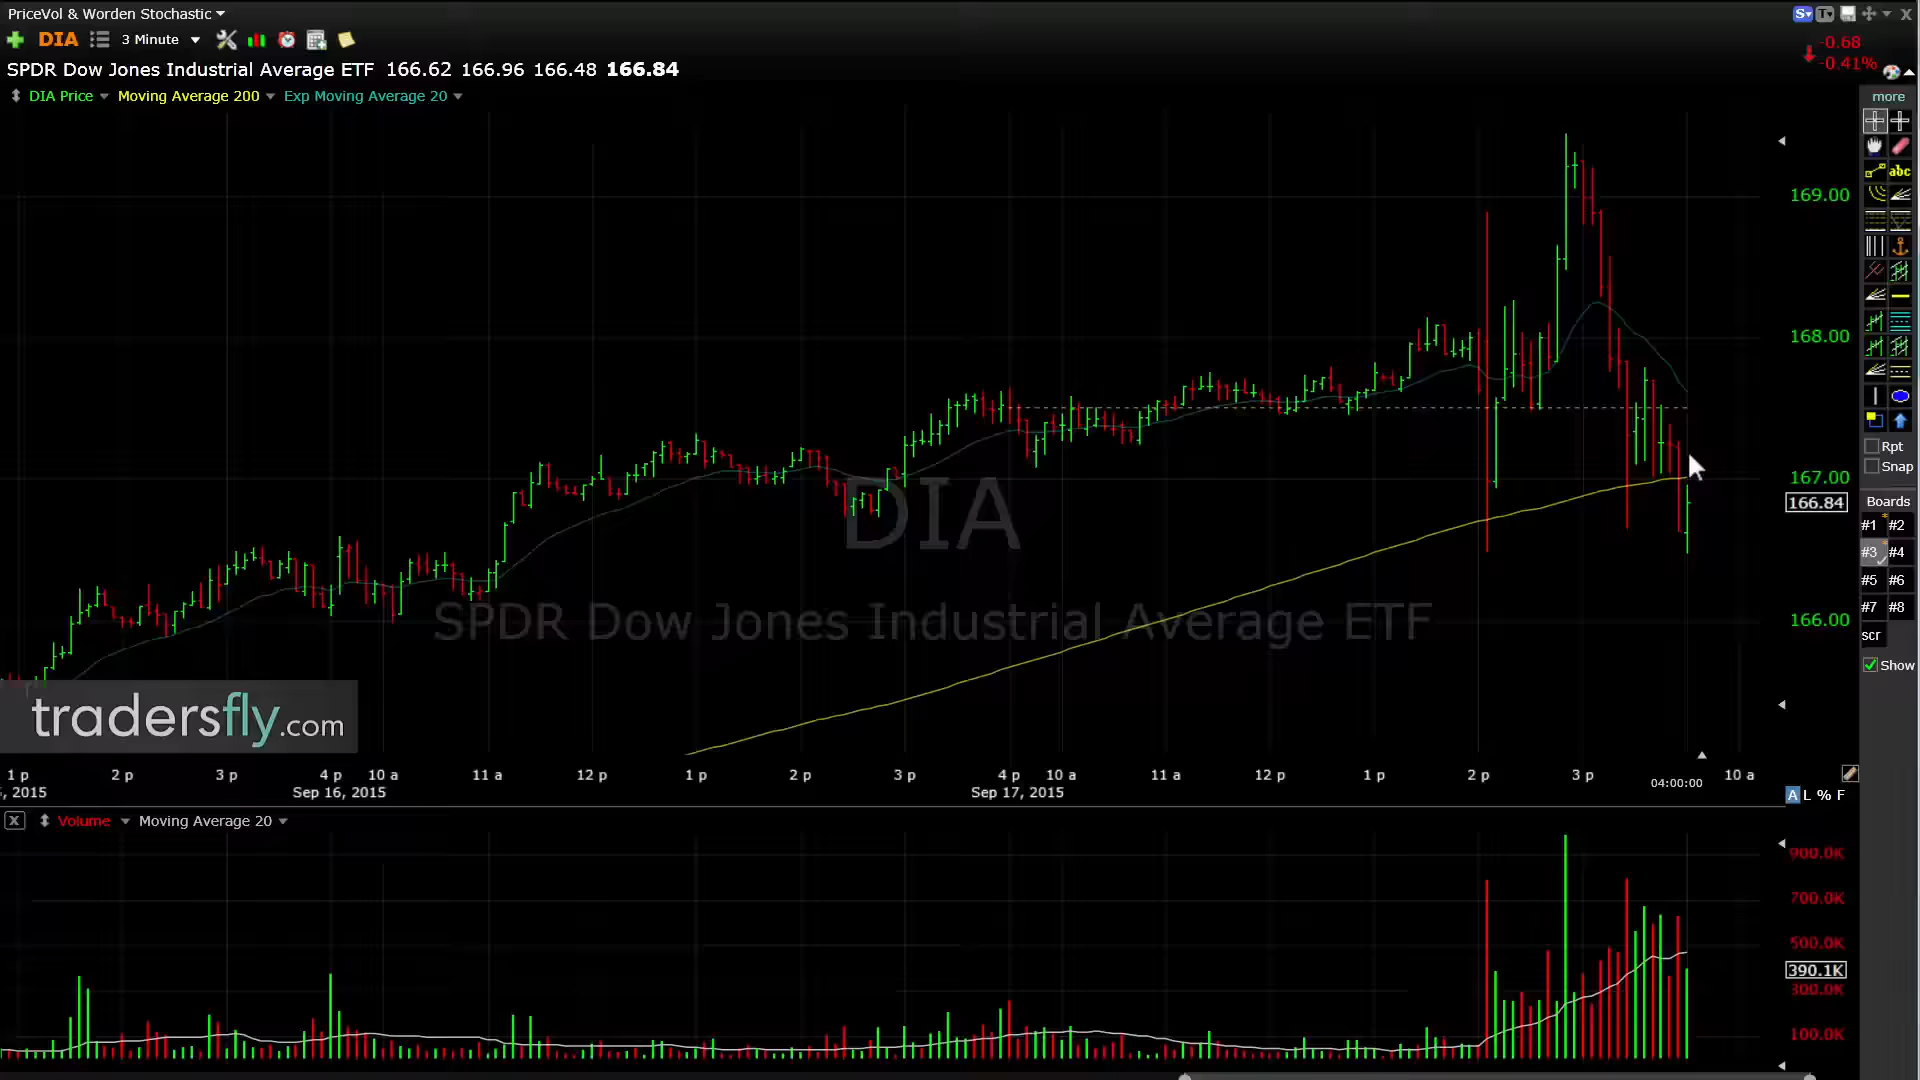 PriceVol & Worden Stochastic
S T
DIA 3 Minute
-0.68
-0.41%
SPDR Dow Jones Industrial Average ETF 166.62 166.96 166.48 166.84
DIA Price Moving Average 200 Exp Moving Average 20
more
abc
169.00
168.00
167.00
166.84
166.00
Rpt
Snap
Boards
#1 #2
#3 #4
#5 #6
#7 #8
scr
Show
DIA
SPDR Dow Jones Industrial Average ETF
tradersfly.com
1 p 2 p 3 p 4 p 10 a 11 a 12 p 1 p 2 p 3 p 4 p 10 a 11 a 12 p 1 p 2 p 3 p 04:00:00 10 a
, 2015 Sep 16, 2015 Sep 17, 2015
A L % F
X Volume Moving Average 20
900.0K
700.0K
500.0K
390.1K
300.0K
100.0K